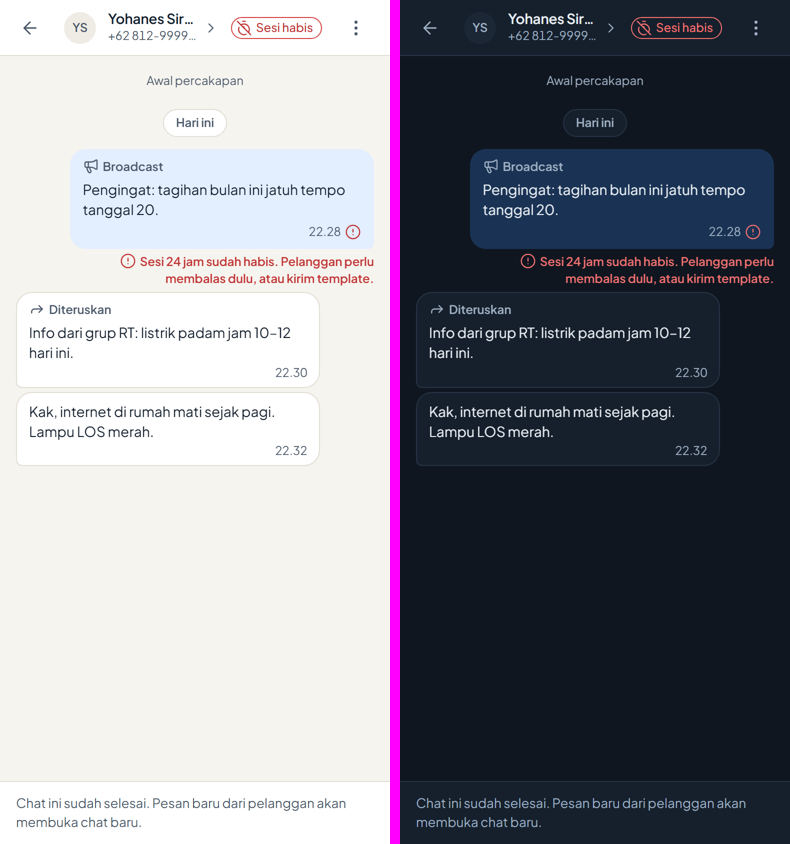 YS
Yohanes Sir...
+62 812-9999...
Sesi habis
Awal percakapan
Hari ini
Broadcast
Pengingat: tagihan bulan ini jatuh tempo
tanggal 20.
22.28
Sesi 24 jam sudah habis. Pelanggan perlu
membalas dulu, atau kirim template.
Diteruskan
Info dari grup RT: listrik padam jam 10–12
hari ini.
22.30
Kak, internet di rumah mati sejak pagi.
Lampu LOS merah.
22.32
Chat ini sudah selesai. Pesan baru dari pelanggan akan
membuka chat baru.
YS
Yohanes Sir...
+62 812-9999...
Sesi habis
Awal percakapan
Hari ini
Broadcast
Pengingat: tagihan bulan ini jatuh tempo
tanggal 20.
22.28
Sesi 24 jam sudah habis. Pelanggan perlu
membalas dulu, atau kirim template.
Diteruskan
Info dari grup RT: listrik padam jam 10–12
hari ini.
22.30
Kak, internet di rumah mati sejak pagi.
Lampu LOS merah.
22.32
Chat ini sudah selesai. Pesan baru dari pelanggan akan
membuka chat baru.